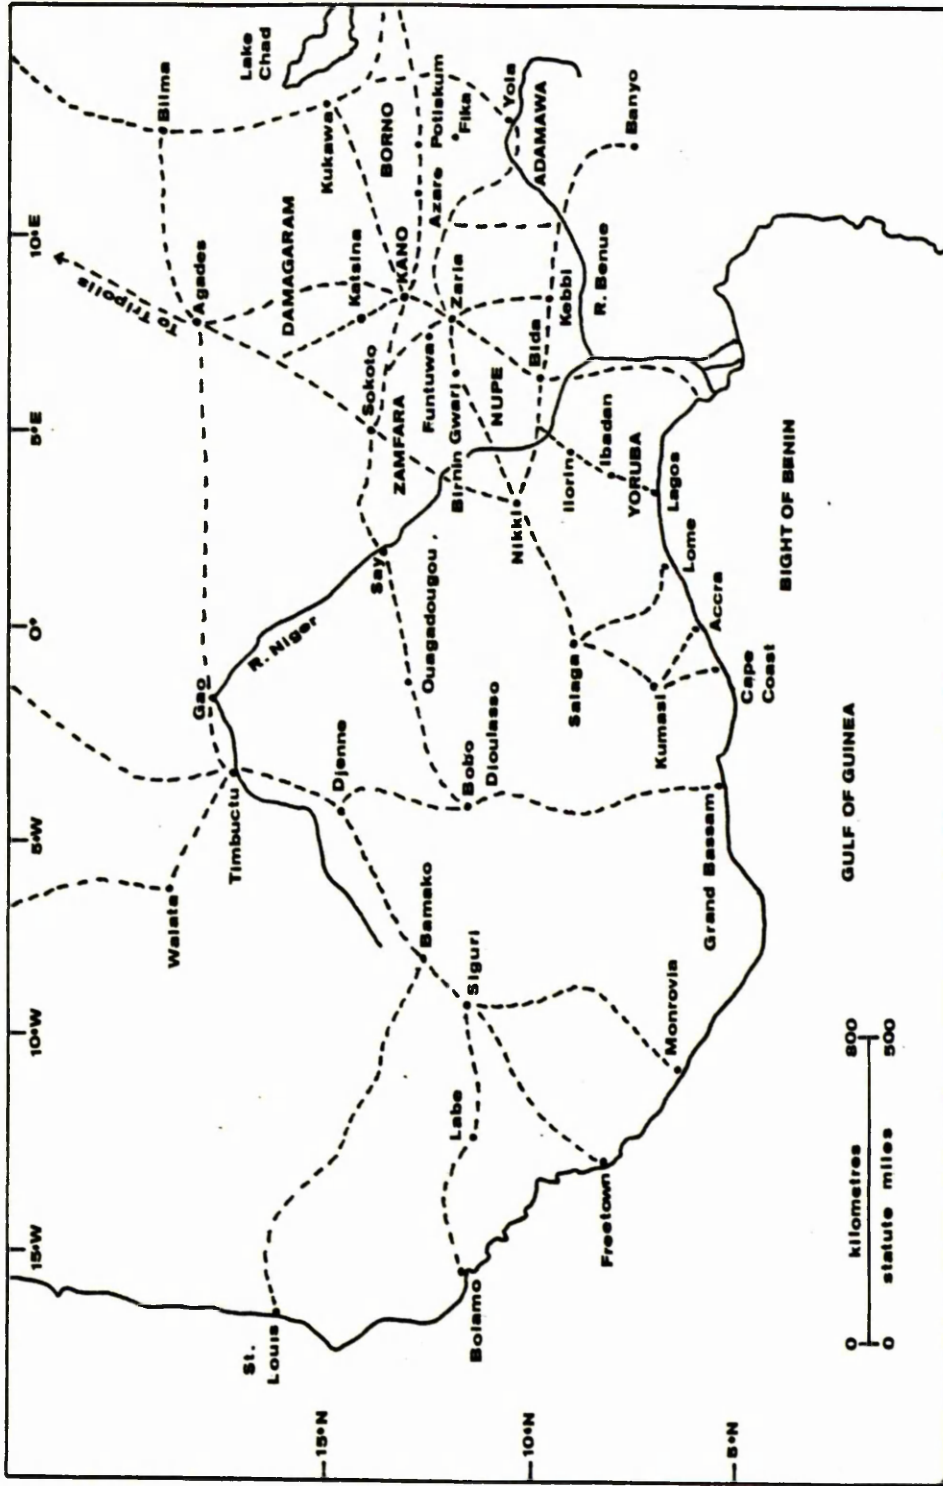 15°W
10°W
5°W
0°
5°E
10°E
15°N
10°N
5°N
To Tripolis
Bilma
Lake
Chad
Agades
Walata
Timbuctu
Gao
R. Niger
DAMAGARAM
Kukawa
BORNO
Katsina
KANO
Azare
Potiskum
Fika
Yola
ADAMAWA
Banyo
Sokoto
ZAMFARA
Funtuwa
Zaria
Birnin Gwari
NUPE
Bida
Kebbi
R. Benue
St.
Louis
Djenne
Say
Ouagadougou
Bamako
Siguri
Bobo
Dioulasso
Nikki
Ilorin
Ibadan
YORUBA
Lagos
Labe
Bolamo
Salaga
Lome
Kumasi
Accra
Cape
Coast
Freetown
Monrovia
Grand Bassam
BIGHT OF BENIN
GULF OF GUINEA
0 kilometres 800
0 statute miles 500